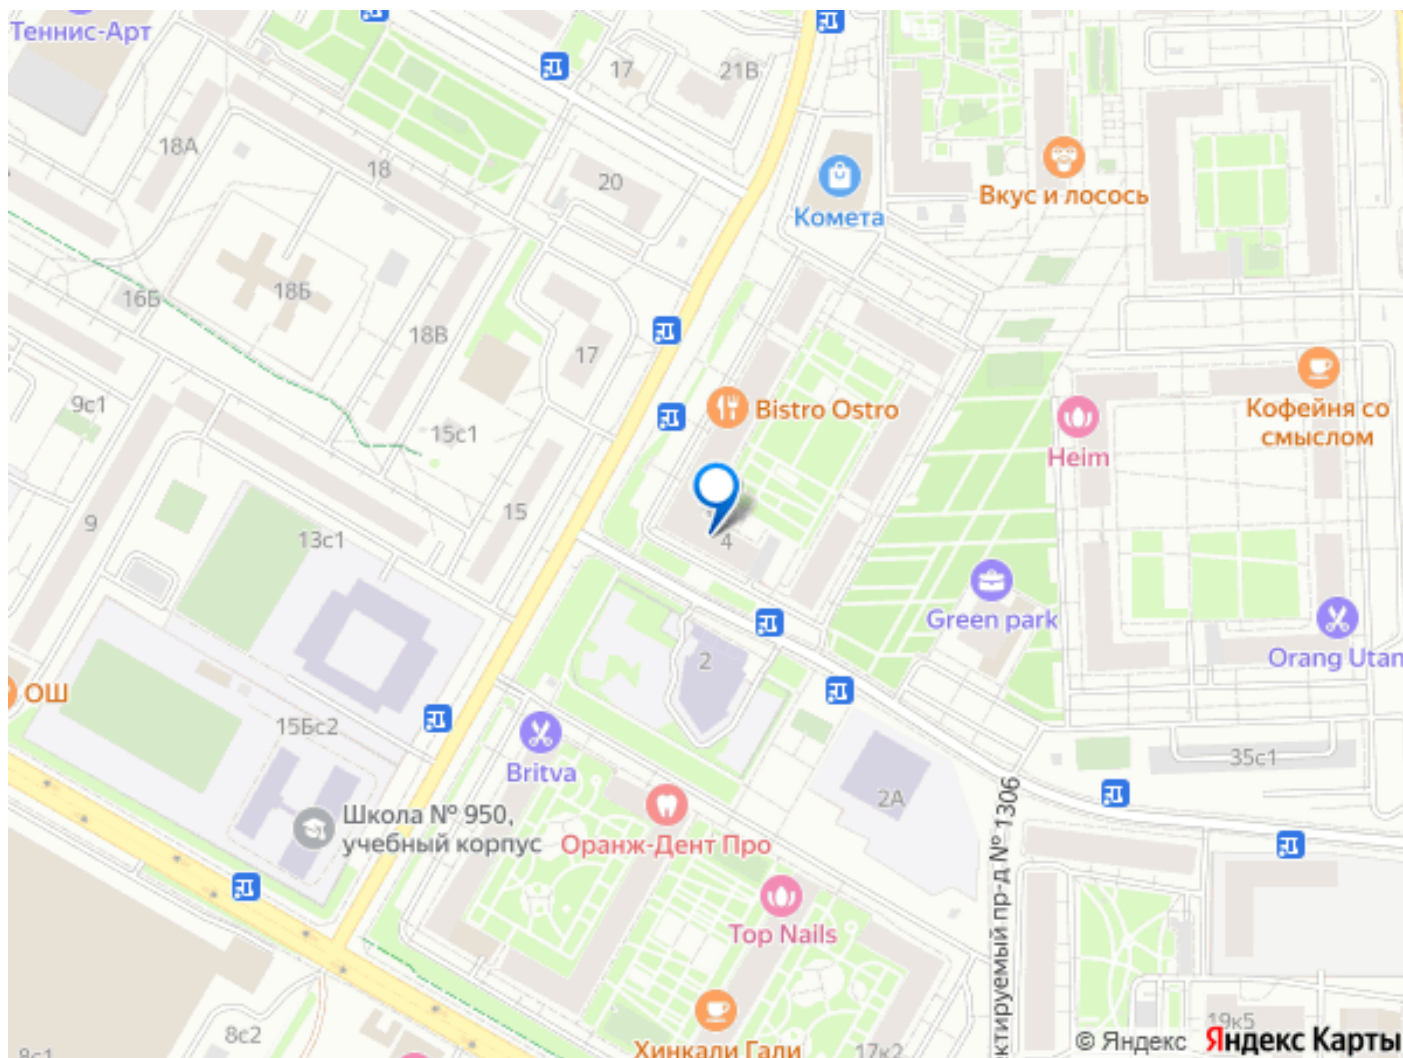 Теннис-Арт
17
21В
18А
18
20
Вкус и лосось
Комета
18Б
16Б
18В
17
9с1
15с1
Bistro Ostro
Кофейня со
смыслом
Heim
9
13с1
15
4
Green park
2
Orang Utan
ОШ
15Бс2
Britva
35с1
2А
Школа № 950,
учебный корпус
Оранж-Дент Про
ектируемый пр-д № 1306
Top Nails
8с2
8с1
Хинкали Гали
17к2
19к5
© Яндекс Яндекс Карты